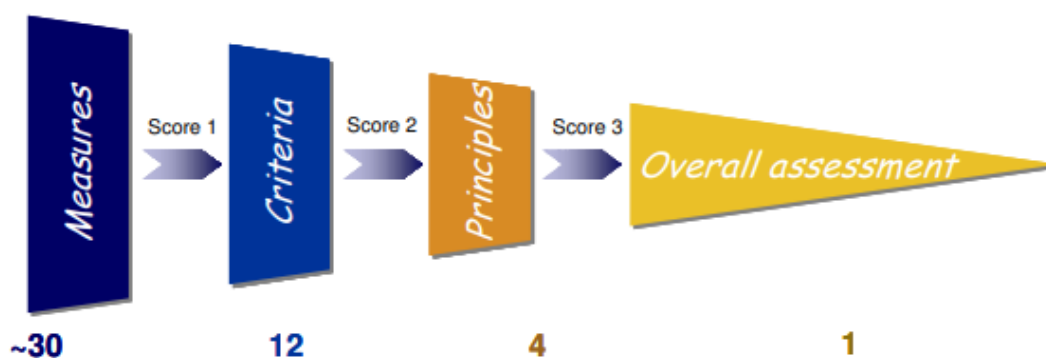 Measures
Score 1
Criteria
Score 2
Principles
Score 3
Overall assessment
~30
12
4
1